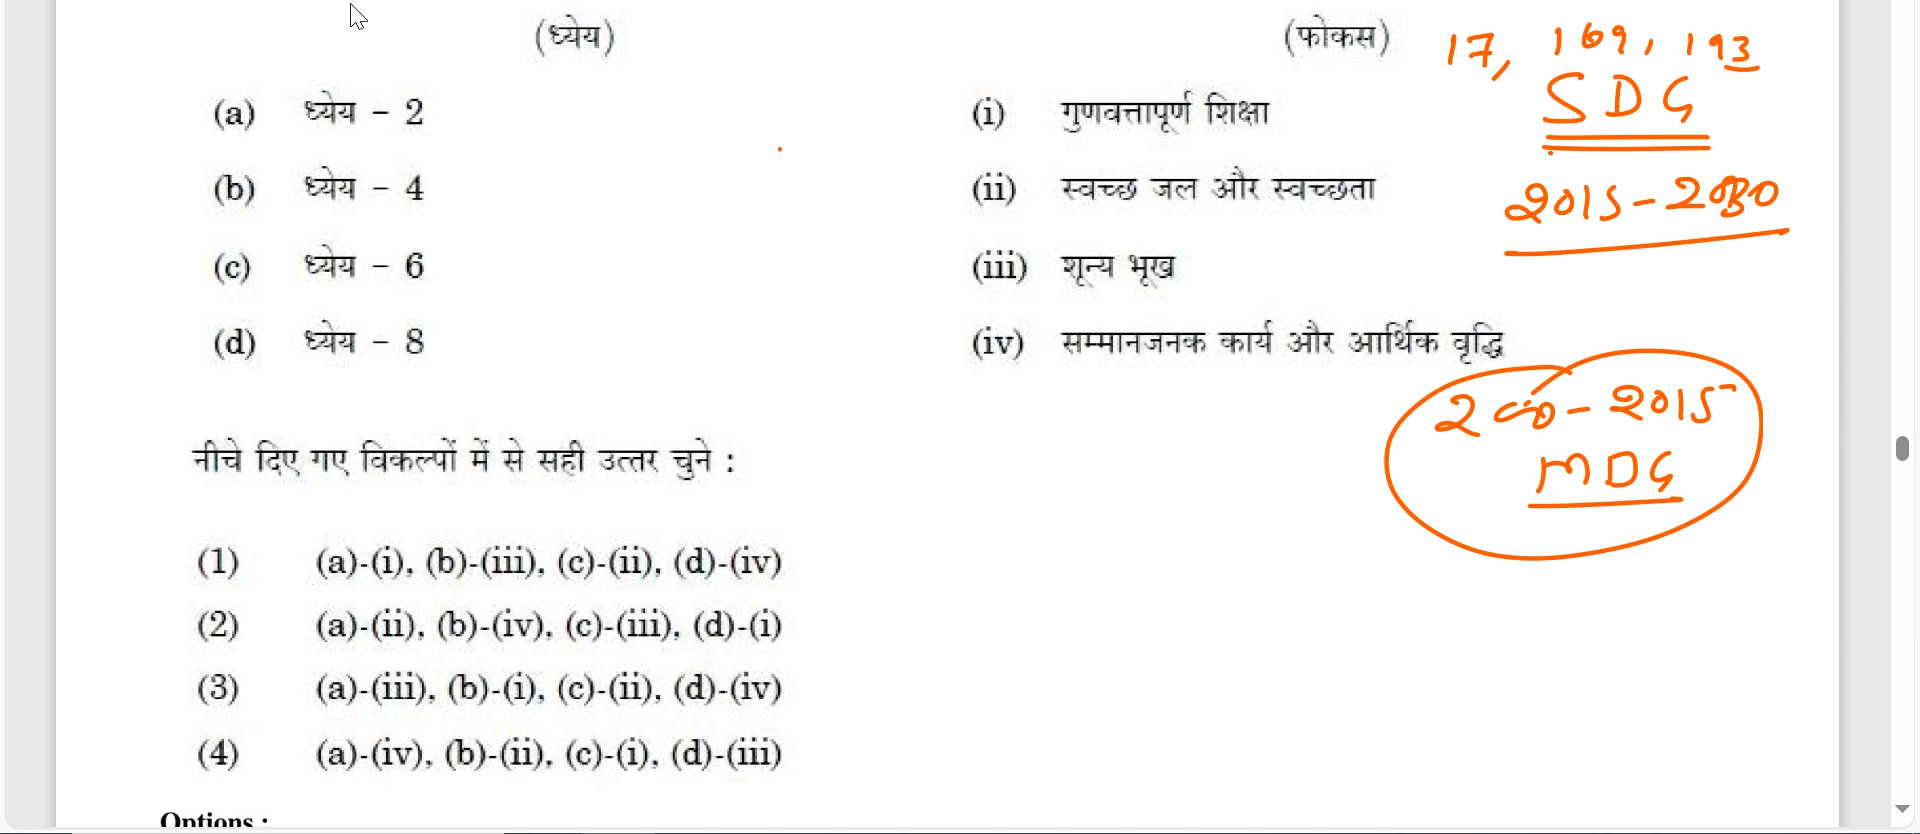 (ध्येय) (फोकस) 17, 169, 193
SDG
(a) ध्येय – 2 (i) गुणवत्तापूर्ण शिक्षा
(b) ध्येय – 4 (ii) स्वच्छ जल और स्वच्छता 2015-2030
(c) ध्येय – 6 (iii) शून्य भूख
(d) ध्येय – 8 (iv) सम्मानजनक कार्य और आर्थिक वृद्धि
2000-2015
MDG
नीचे दिए गए विकल्पों में से सही उत्तर चुने :
(1) (a)-(i), (b)-(iii), (c)-(ii), (d)-(iv)
(2) (a)-(ii), (b)-(iv), (c)-(iii), (d)-(i)
(3) (a)-(iii), (b)-(i), (c)-(ii), (d)-(iv)
(4) (a)-(iv), (b)-(ii), (c)-(i), (d)-(iii)
Options :